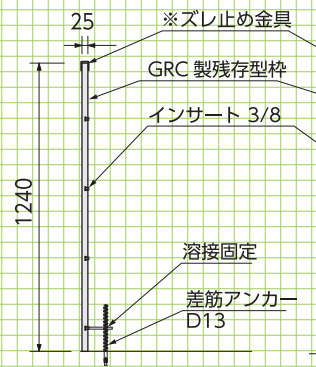 25
※ズレ止め金具
GRC 製残存型枠
インサート 3/8
1240
溶接固定
差筋アンカー
D13